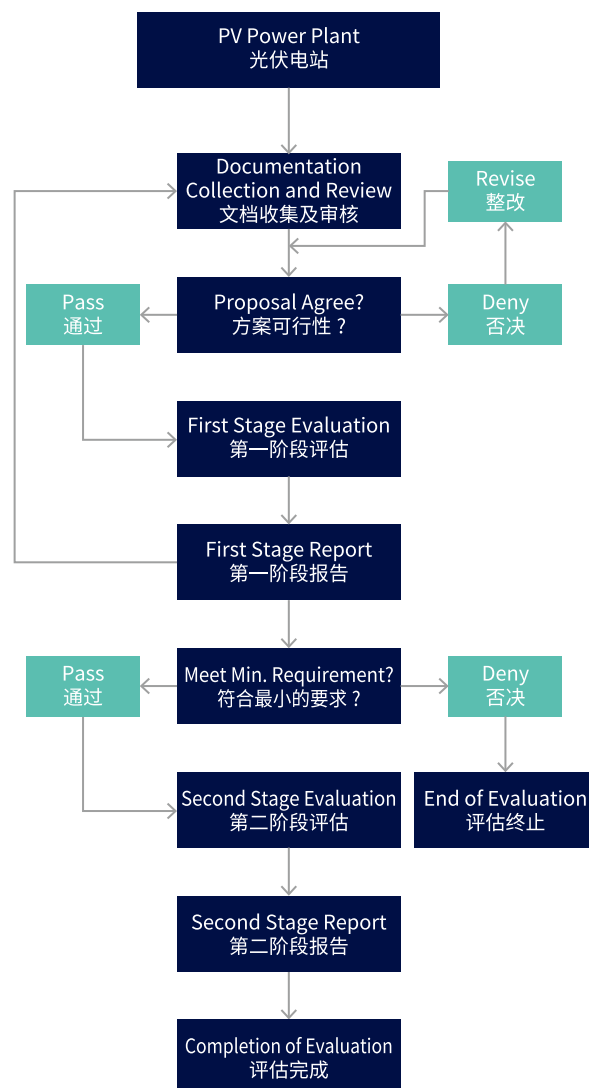 PV Power Plant
光伏电站
Documentation
Collection and Review
文档收集及审核
Revise
整改
Pass
通过
Proposal Agree?
方案可行性 ?
Deny
否决
First Stage Evaluation
第一阶段评估
First Stage Report
第一阶段报告
Pass
通过
Meet Min. Requirement?
符合最小的要求 ?
Deny
否决
Second Stage Evaluation
第二阶段评估
End of Evaluation
评估终止
Second Stage Report
第二阶段报告
Completion of Evaluation
评估完成